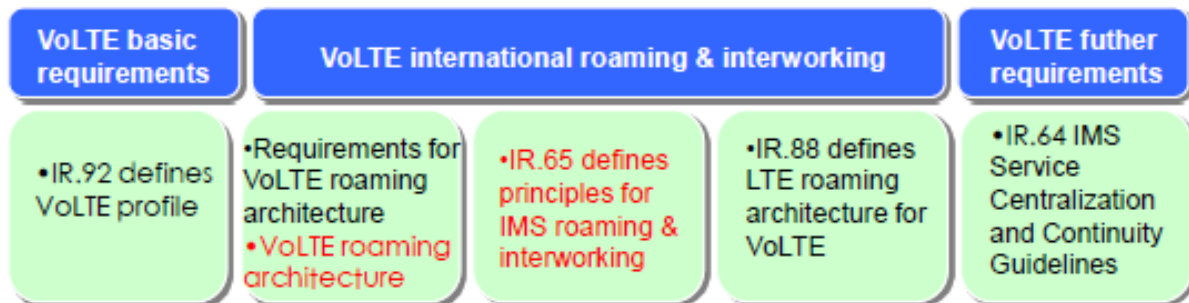 VoLTE basic
requirements
VoLTE international roaming & interworking
VoLTE futher
requirements
•IR.92 defines
VoLTE profile
•Requirements for
VoLTE roaming
architecture
•VoLTE roaming
architecture
•IR.65 defines
principles for
IMS roaming &
interworking
•IR.88 defines
LTE roaming
architecture for
VoLTE
•IR.64 IMS
Service
Centralization
and Continuity
Guidelines